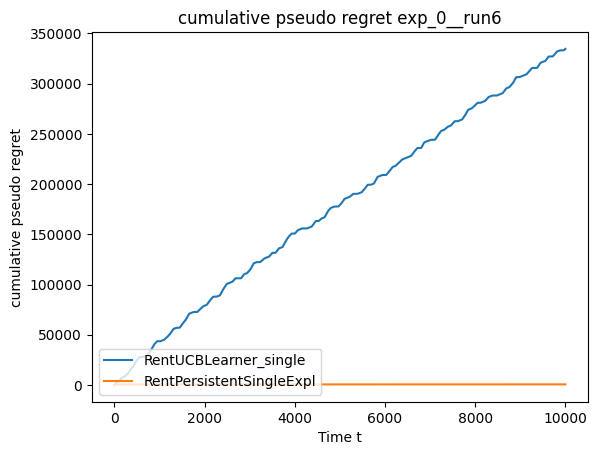 cumulative pseudo regret exp_0__run6
cumulative pseudo regret
350000
300000
250000
200000
150000
100000
50000
0
RentUCBLearner_single
RentPersistentSingleExpl
0
2000
4000
6000
8000
10000
Time t